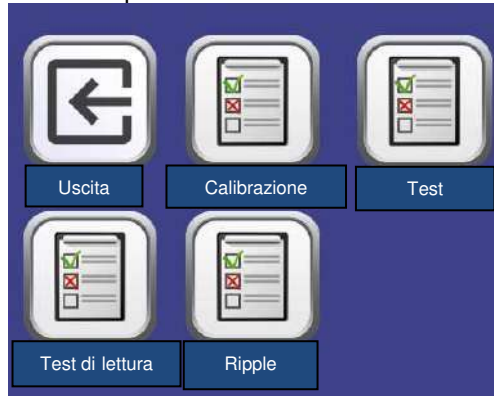 Uscita
Calibrazione
Test
Test di lettura
Ripple